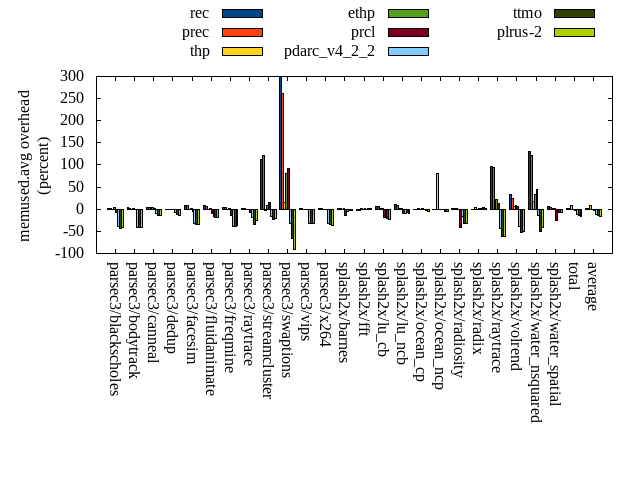 rec
prec
thp
ethp
prcl
pdarc_v4_2_2
ttmo
plrus-2
memused.avg overhead
(percent)
300
250
200
150
100
50
0
-50
-100
parsec3/blackscholes
parsec3/bodytrack
parsec3/canneal
parsec3/dedup
parsec3/facesim
parsec3/fluidanimate
parsec3/freqmine
parsec3/raytrace
parsec3/streamcluster
parsec3/swaptions
parsec3/vips
parsec3/x264
splash2x/barnes
splash2x/fft
splash2x/lu_cb
splash2x/lu_ncb
splash2x/ocean_cp
splash2x/ocean_ncp
splash2x/radiosity
splash2x/radix
splash2x/raytrace
splash2x/volrend
splash2x/water_nsquared
splash2x/water_spatial
total
average